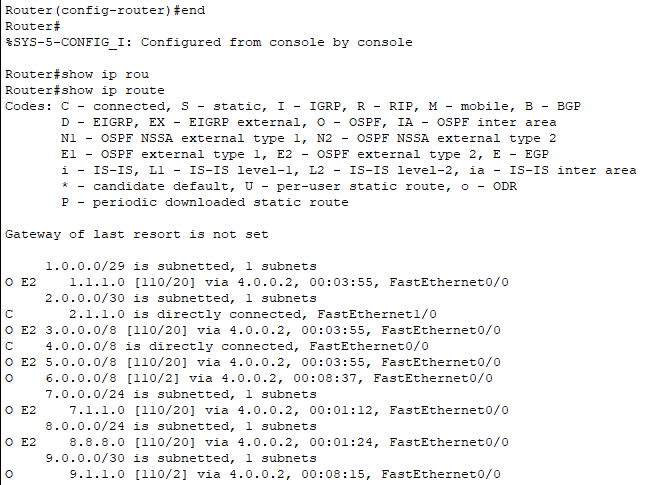 Router(config-router)#end
Router#
%SYS-5-CONFIG_I: Configured from console by console

Router#show ip rou
Router#show ip route
Codes: C - connected, S - static, I - IGRP, R - RIP, M - mobile, B - BGP
       D - EIGRP, EX - EIGRP external, O - OSPF, IA - OSPF inter area
       N1 - OSPF NSSA external type 1, N2 - OSPF NSSA external type 2
       E1 - OSPF external type 1, E2 - OSPF external type 2, E - EGP
       i - IS-IS, L1 - IS-IS level-1, L2 - IS-IS level-2, ia - IS-IS inter area
       * - candidate default, U - per-user static route, o - ODR
       P - periodic downloaded static route

Gateway of last resort is not set

     1.0.0.0/29 is subnetted, 1 subnets
O E2    1.1.1.0 [110/20] via 4.0.0.2, 00:03:55, FastEthernet0/0
     2.0.0.0/30 is subnetted, 1 subnets
C       2.1.1.0 is directly connected, FastEthernet1/0
O E2 3.0.0.0/8 [110/20] via 4.0.0.2, 00:03:55, FastEthernet0/0
C    4.0.0.0/8 is directly connected, FastEthernet0/0
O E2 5.0.0.0/8 [110/20] via 4.0.0.2, 00:03:55, FastEthernet0/0
O    6.0.0.0/8 [110/2] via 4.0.0.2, 00:08:37, FastEthernet0/0
     7.0.0.0/24 is subnetted, 1 subnets
O E2    7.1.1.0 [110/20] via 4.0.0.2, 00:01:12, FastEthernet0/0
     8.0.0.0/24 is subnetted, 1 subnets
O E2    8.8.8.0 [110/20] via 4.0.0.2, 00:01:24, FastEthernet0/0
     9.0.0.0/30 is subnetted, 1 subnets
O       9.1.1.0 [110/2] via 4.0.0.2, 00:08:15, FastEthernet0/0